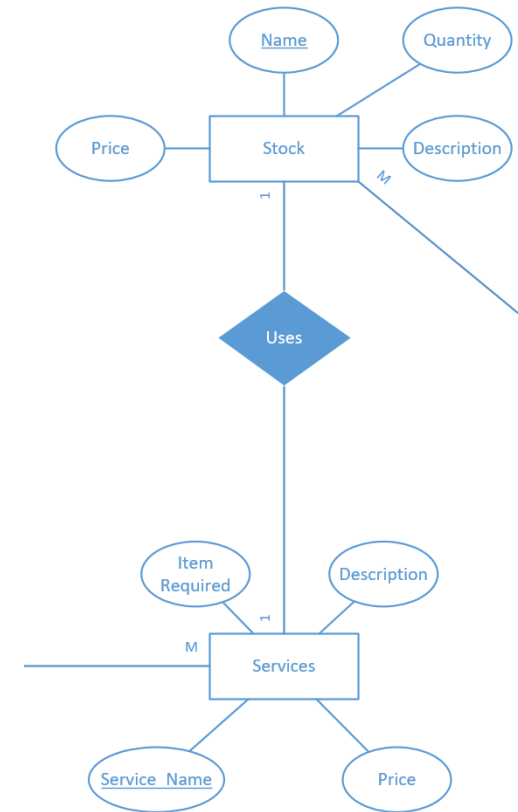 Name
Quantity
Price
Stock
Description
1
M
Uses
Item
Required
Description
1
M
Services
Service_Name
Price